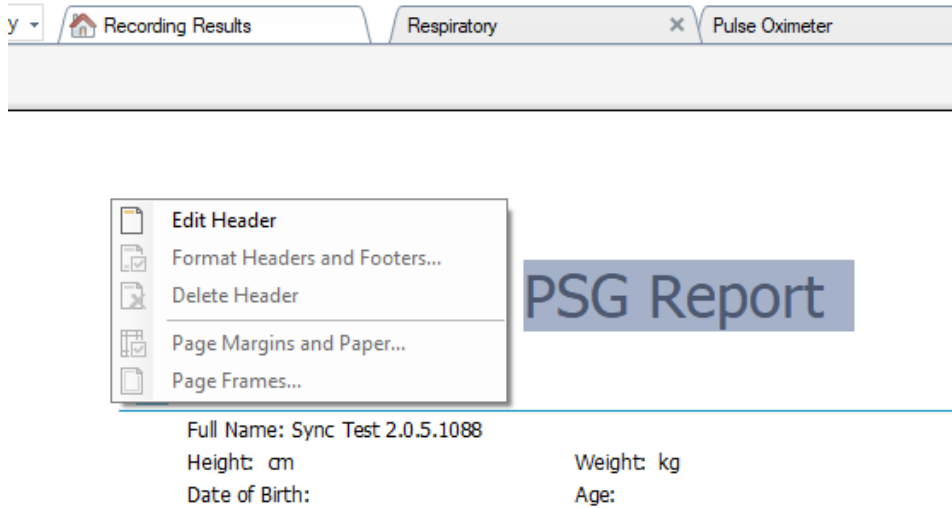 y
Recording Results
Respiratory
Pulse Oximeter
Edit Header
Format Headers and Footers...
Delete Header
Page Margins and Paper...
Page Frames...
PSG Report
Full Name: Sync Test 2.0.5.1088
Height: cm Weight: kg
Date of Birth: Age: